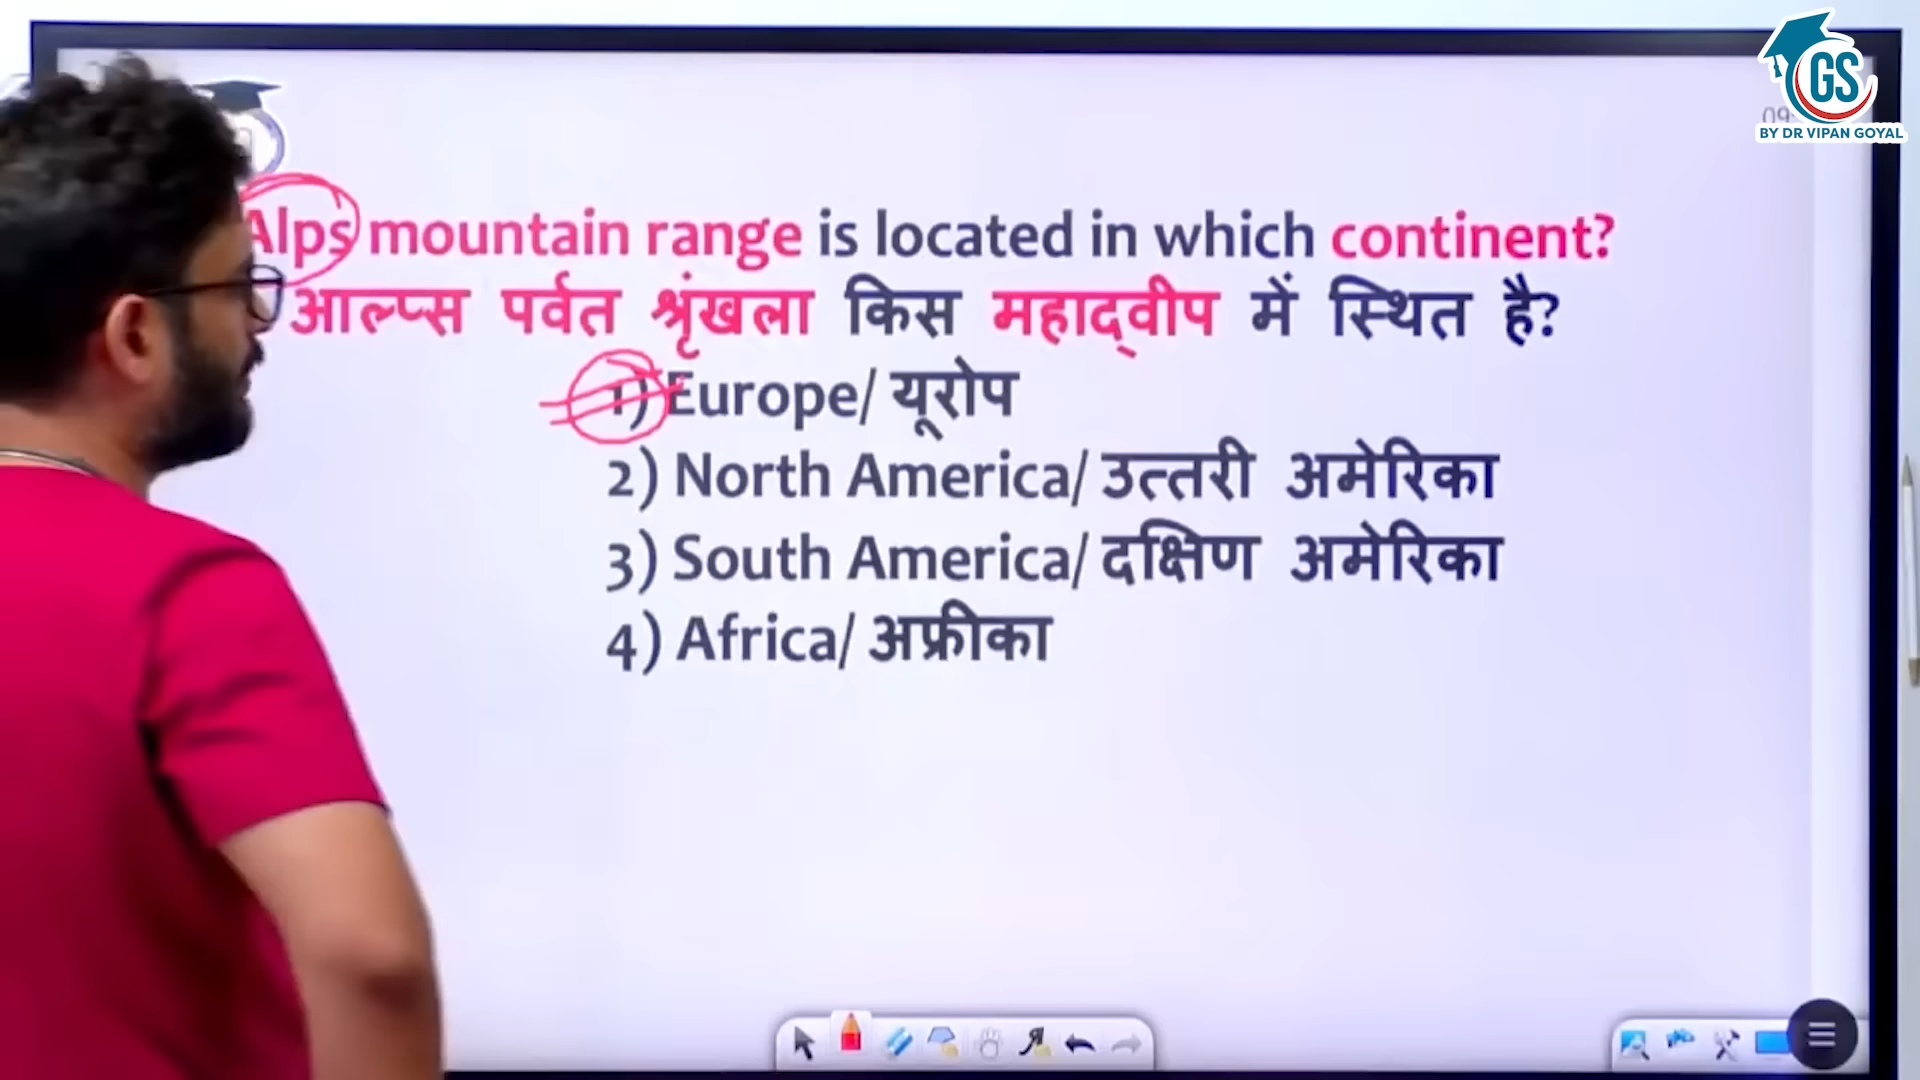 GS
BY DR VIPAN GOYAL
09
Alps mountain range is located in which continent?
आल्प्स पर्वत श्रृंखला किस महाद्वीप में स्थित है?
1) Europe/ यूरोप
2) North America/ उत्तरी अमेरिका
3) South America/ दक्षिण अमेरिका
4) Africa/ अफ्रीका